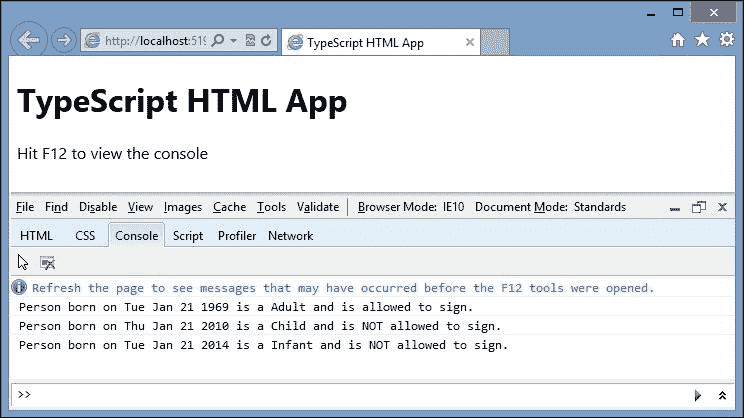 http://localhost:519
TypeScript HTML App
TypeScript HTML App
Hit F12 to view the console
File Find Disable View Images Cache Tools Validate Browser Mode: IE10 Document Mode: Standards
HTML CSS Console Script Profiler Network
Refresh the page to see messages that may have occurred before the F12 tools were opened.
Person born on Tue Jan 21 1969 is a Adult and is allowed to sign.
Person born on Thu Jan 21 2010 is a Child and is NOT allowed to sign.
Person born on Tue Jan 21 2014 is a Infant and is NOT allowed to sign.
>>